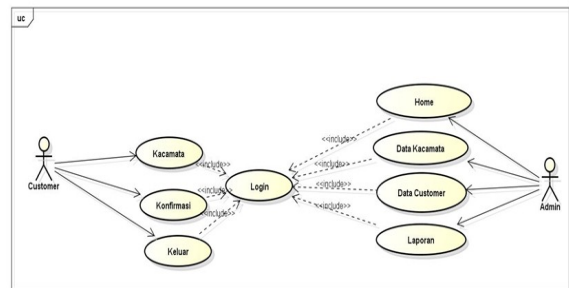 uc
Home
<<include>>
Kacamata
<<include>>
Data Kacamata
<<include>>
Customer
Konfirmasi
<<include>>
Login
<<include>>
Data Customer
Admin
<<include>>
<<include>>
Keluar
Laporan